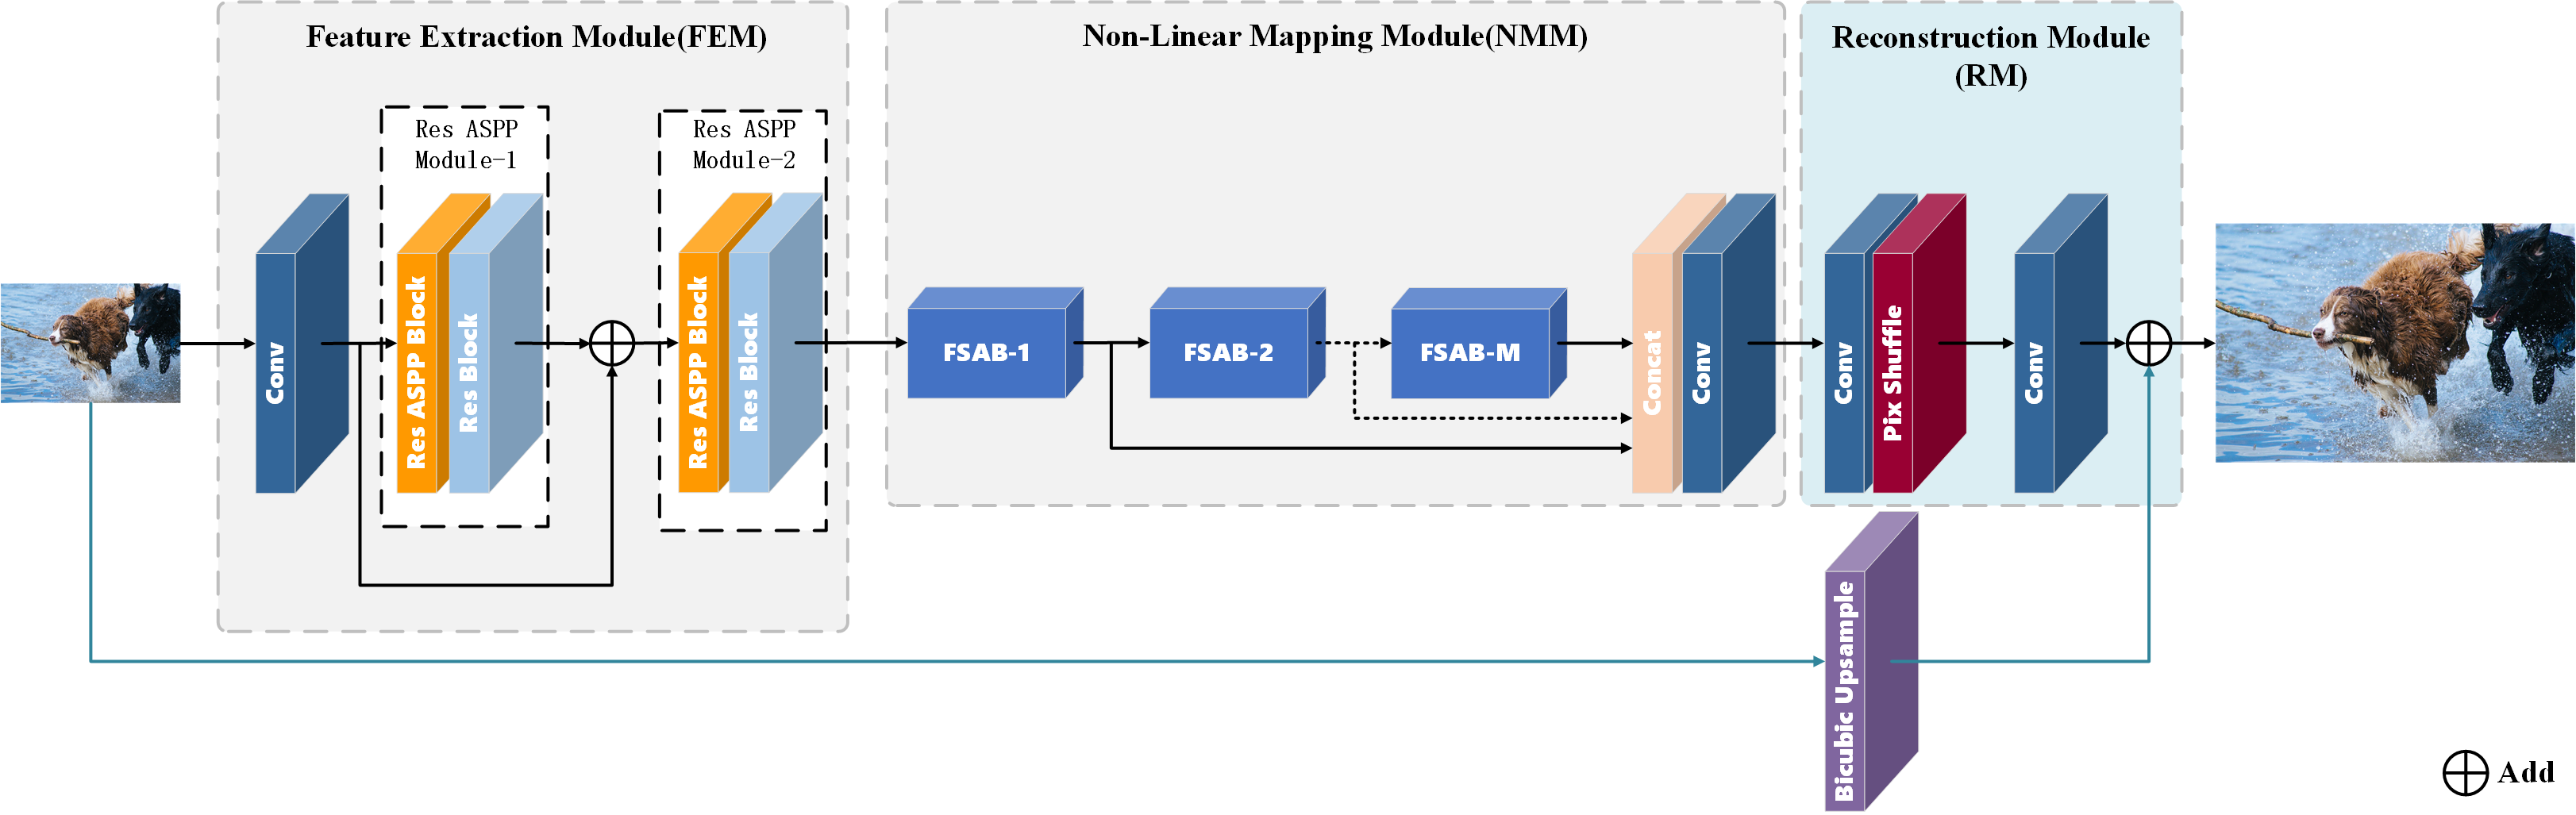 Feature Extraction Module(FEM)
Non-Linear Mapping Module(NMM)
Reconstruction Module
(RM)
Res ASPP
Module-1
Res ASPP
Module-2
Conv
Res ASPP Block
Res Block
Res ASPP Block
Res Block
FSAB-1
FSAB-2
FSAB-M
Concat
Conv
Conv
Pix Shuffle
Conv
Bicubic Upsample
Add